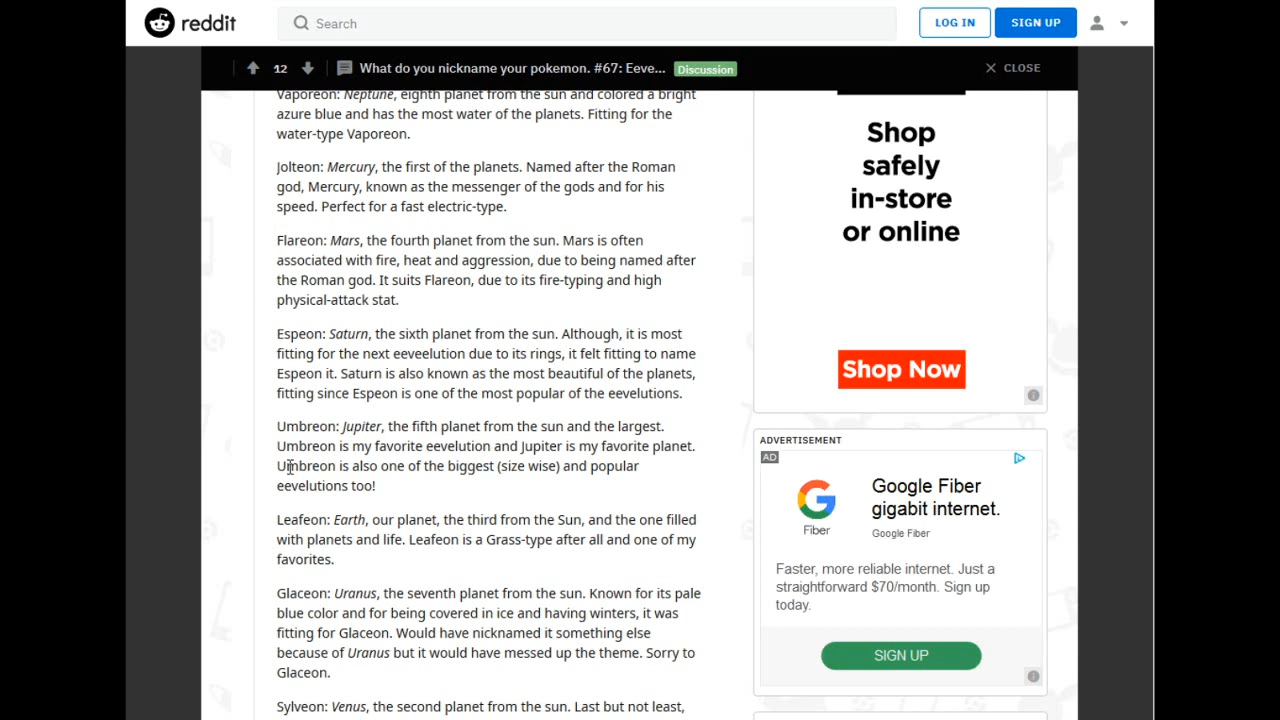 reddit
Search
LOG IN
SIGN UP
12
What do you nickname your pokemon. #67: Eeve...
Discussion
CLOSE
Vaporeon: Neptune, eighth planet from the sun and colored a bright
azure blue and has the most water of the planets. Fitting for the
water-type Vaporeon.
Jolteon: Mercury, the first of the planets. Named after the Roman
god, Mercury, known as the messenger of the gods and for his
speed. Perfect for a fast electric-type.
Flareon: Mars, the fourth planet from the sun. Mars is often
associated with fire, heat and aggression, due to being named after
the Roman god. It suits Flareon, due to its fire-typing and high
physical-attack stat.
Espeon: Saturn, the sixth planet from the sun. Although, it is most
fitting for the next eeveelution due to its rings, it felt fitting to name
Espeon it. Saturn is also known as the most beautiful of the planets,
fitting since Espeon is one of the most popular of the eevelutions.
Umbreon: Jupiter, the fifth planet from the sun and the largest.
Umbreon is my favorite eevelution and Jupiter is my favorite planet.
Umbreon is also one of the biggest (size wise) and popular
eevelutions too!
Leafeon: Earth, our planet, the third from the Sun, and the one filled
with planets and life. Leafeon is a Grass-type after all and one of my
favorites.
Glaceon: Uranus, the seventh planet from the sun. Known for its pale
blue color and for being covered in ice and having winters, it was
fitting for Glaceon. Would have nicknamed it something else
because of Uranus but it would have messed up the theme. Sorry to
Glaceon.
Sylveon: Venus, the second planet from the sun. Last but not least,
Shop
safely
in-store
or online
Shop Now
ADVERTISEMENT
AD
Google Fiber
gigabit internet.
Fiber
Google Fiber
Faster, more reliable internet. Just a
straightforward $70/month. Sign up
today.
SIGN UP